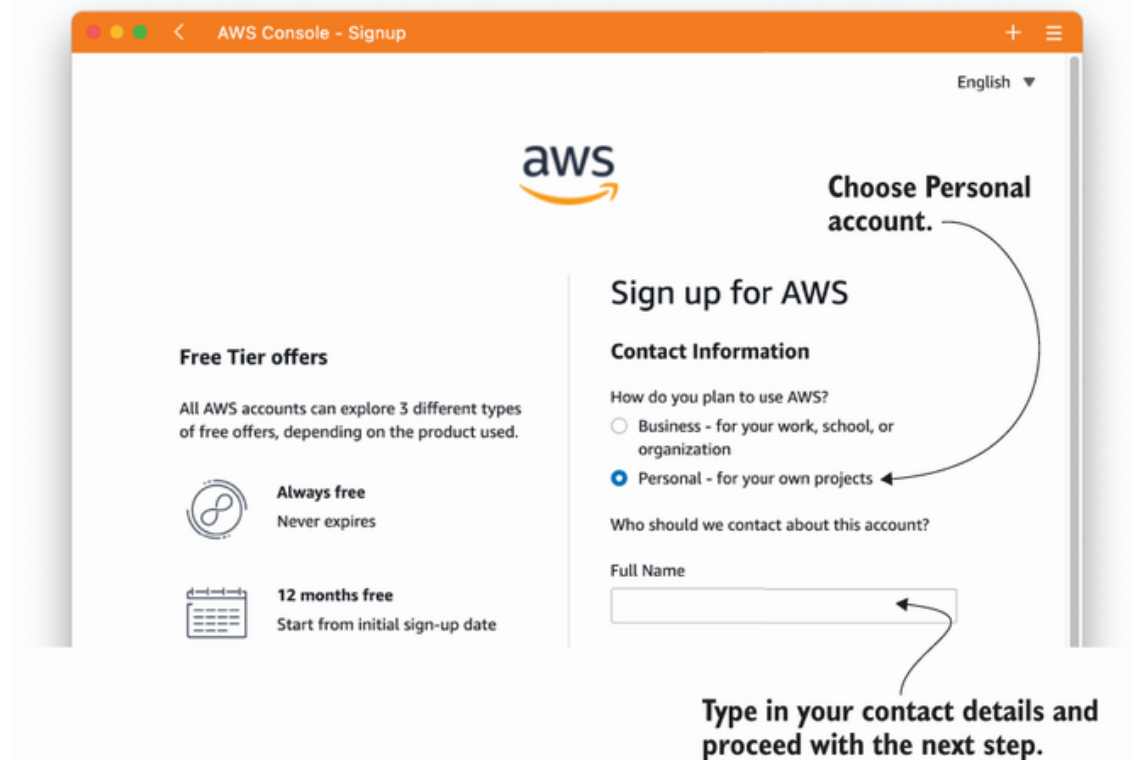 AWS Console - Signup
English
aws
Choose Personal
account.
Sign up for AWS
Free Tier offers
All AWS accounts can explore 3 different types
of free offers, depending on the product used.
Always free
Never expires
12 months free
Start from initial sign-up date
Contact Information
How do you plan to use AWS?
Business - for your work, school, or
organization
Personal - for your own projects
Who should we contact about this account?
Full Name
Type in your contact details and
proceed with the next step.